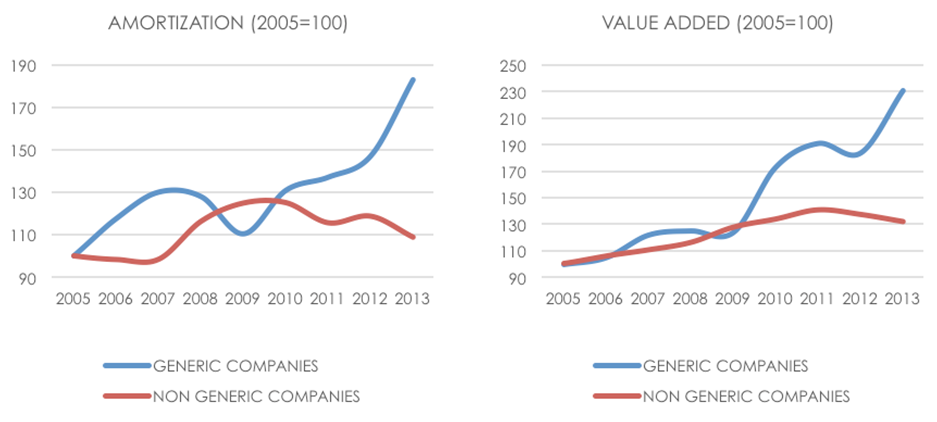 AMORTIZATION (2005=100)
190
170
150
130
110
90
2005 2006 2007 2008 2009 2010 2011 2012 2013
GENERIC COMPANIES
NON GENERIC COMPANIES
VALUE ADDED (2005=100)
250
230
210
190
170
150
130
110
90
2005 2006 2007 2008 2009 2010 2011 2012 2013
GENERIC COMPANIES
NON GENERIC COMPANIES